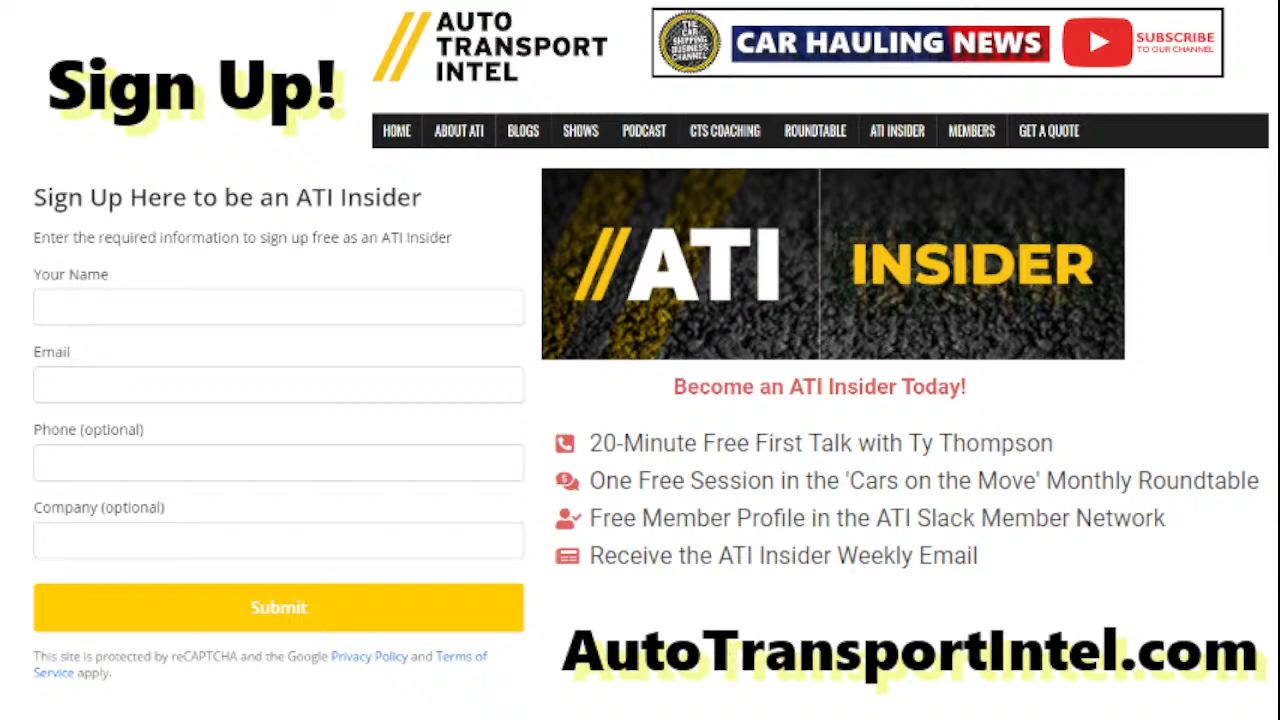 Sign Up!
AUTO
TRANSPORT
INTEL
THE
CAR
SHIPPING
BUSINESS
CHANNEL
CAR HAULING NEWS
SUBSCRIBE
TO OUR CHANNEL
HOME ABOUT ATI BLOGS SHOWS PODCAST CTS COACHING ROUNDTABLE ATI INSIDER MEMBERS GET A QUOTE
Sign Up Here to be an ATI Insider
Enter the required information to sign up free as an ATI Insider
Your Name
Email
Phone (optional)
Company (optional)
Submit
This site is protected by reCAPTCHA and the Google Privacy Policy and Terms of
Service apply.
//ATI INSIDER
Become an ATI Insider Today!
20-Minute Free First Talk with Ty Thompson
One Free Session in the 'Cars on the Move' Monthly Roundtable
Free Member Profile in the ATI Slack Member Network
Receive the ATI Insider Weekly Email
AutoTransportIntel.com